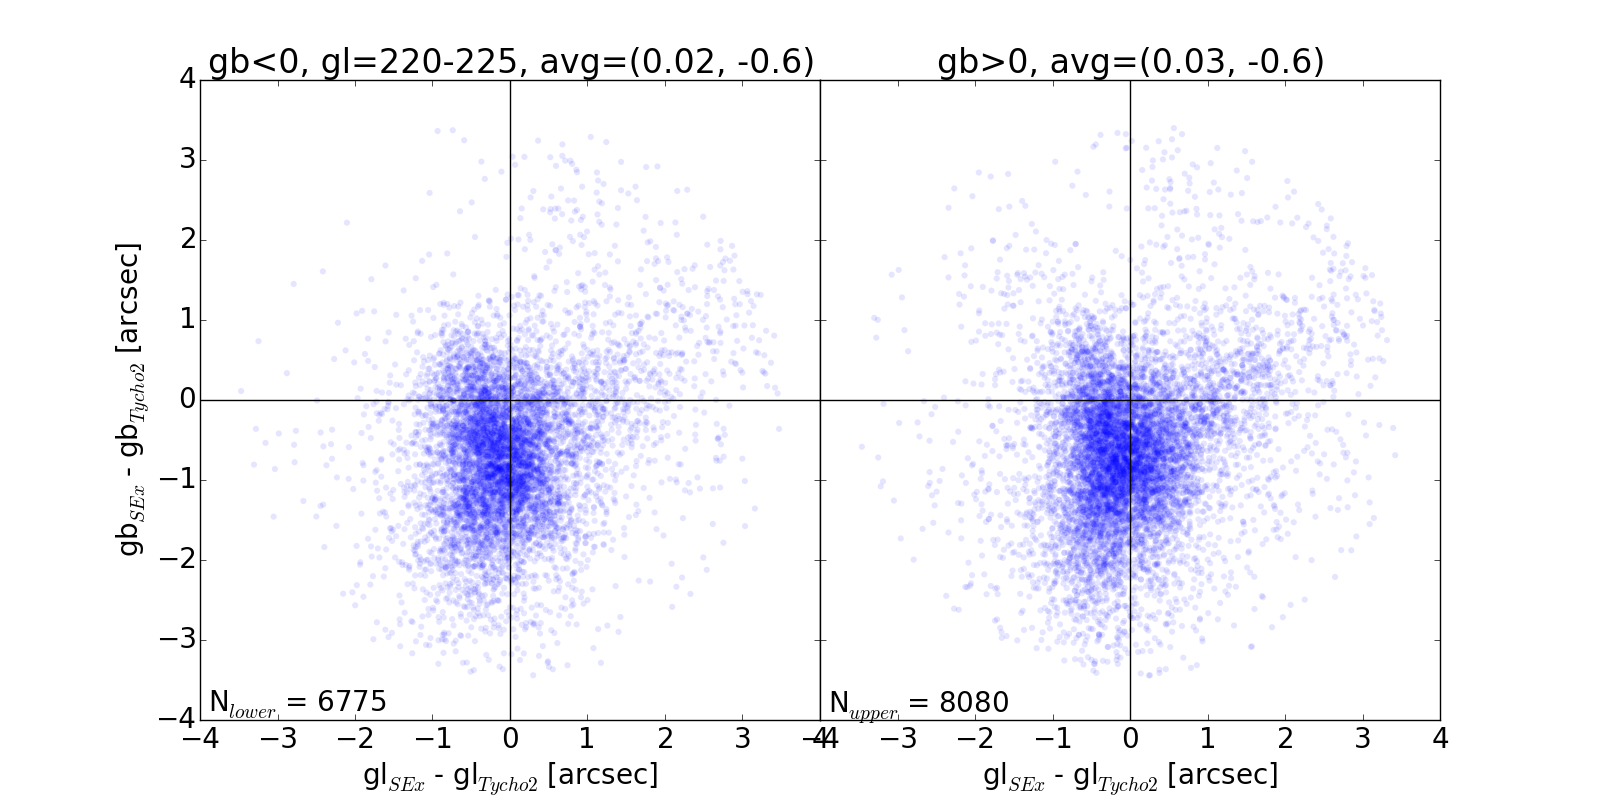 gb<0, gl=220-225, avg=(0.02, -0.6)
gb>0, avg=(0.03, -0.6)
4
3
2
1
0
−1
−2
−3
−4
gb_SEx - gb_Tycho2 [arcsec]
N_lower = 6775
N_upper = 8080
−4 −3 −2 −1 0 1 2 3 4
−4 −3 −2 −1 0 1 2 3 4
gl_SEx - gl_Tycho2 [arcsec]
gl_SEx - gl_Tycho2 [arcsec]